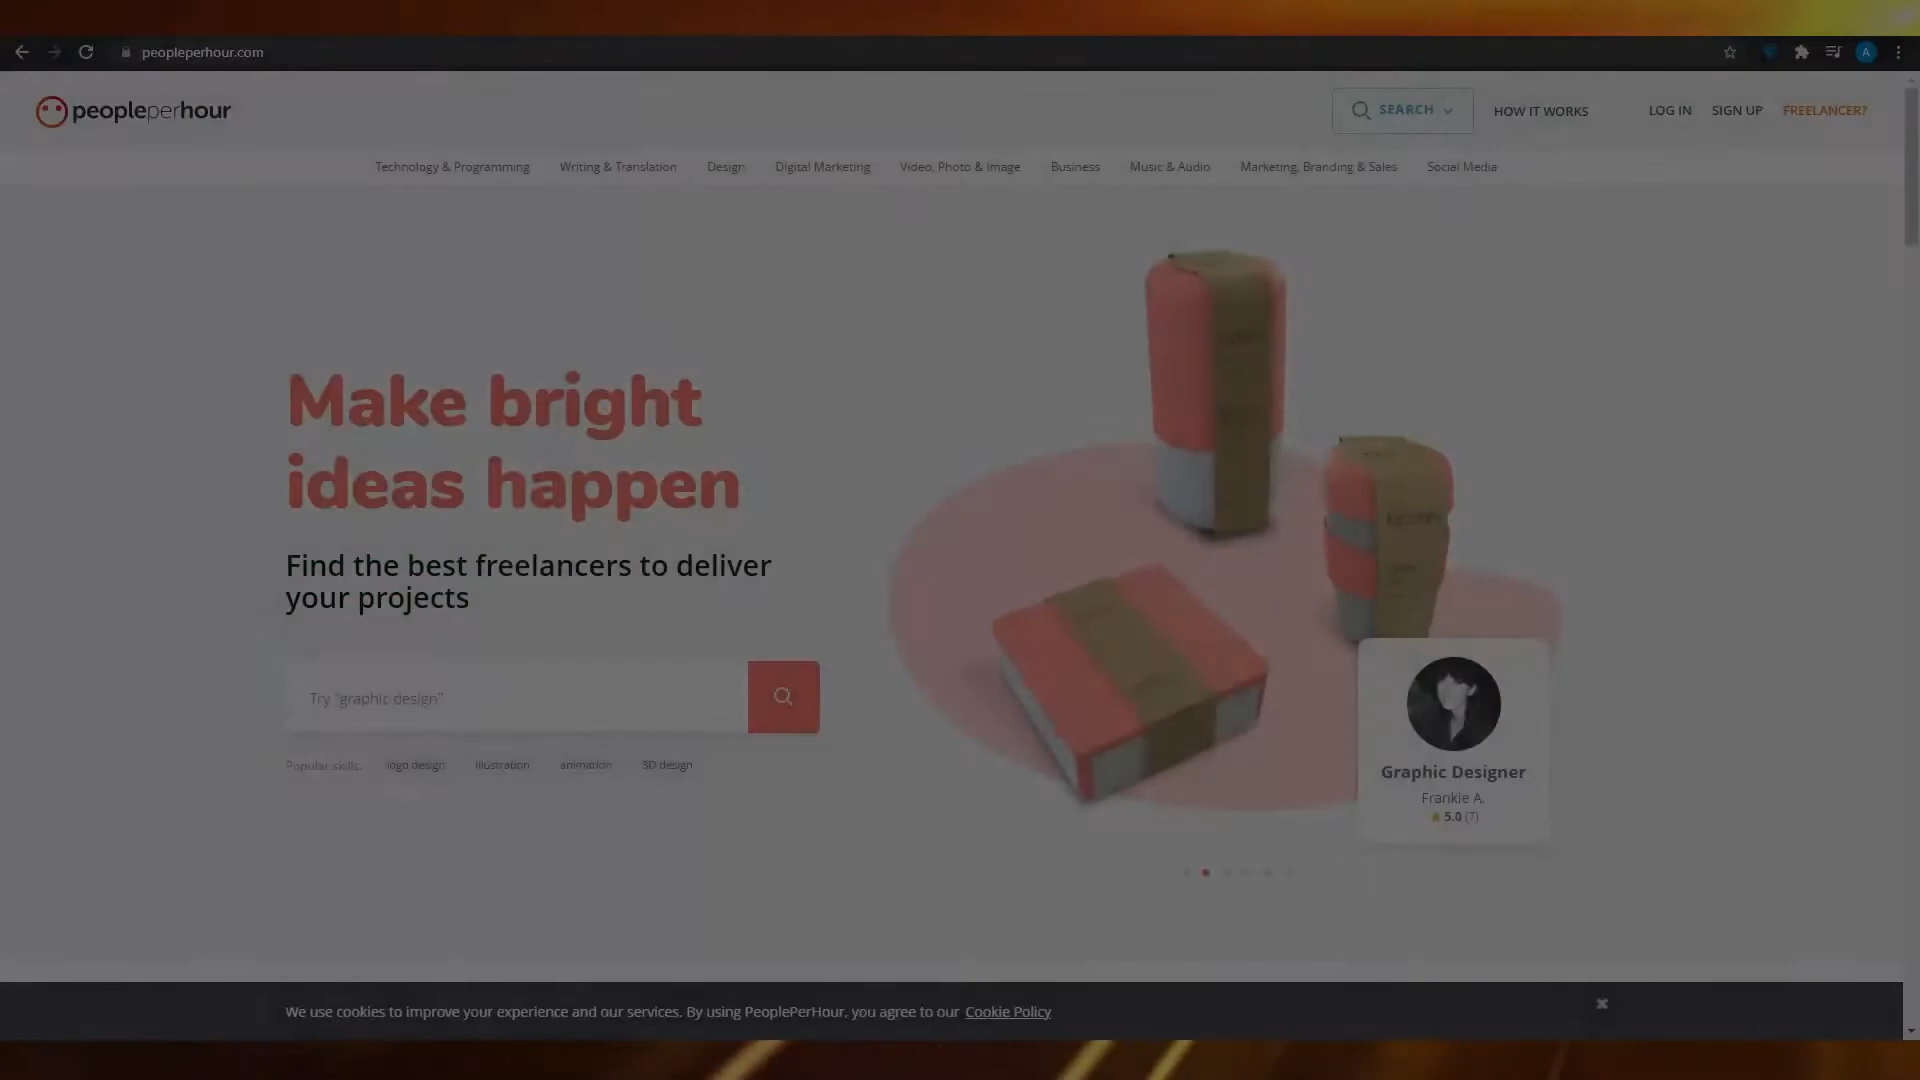 peopleperhour.com
A
peopleperhour
SEARCH
HOW IT WORKS
LOG IN
SIGN UP
FREELANCER?
Technology & Programming
Writing & Translation
Design
Digital Marketing
Video, Photo & Image
Business
Music & Audio
Marketing, Branding & Sales
Social Media
Make bright
ideas happen
Find the best freelancers to deliver
your projects
Try "graphic design"
Popular skills:
logo design
illustration
animation
3D design
Graphic Designer
Frankie A.
5.0 (7)
We use cookies to improve your experience and our services. By using PeoplePerHour, you agree to our Cookie Policy